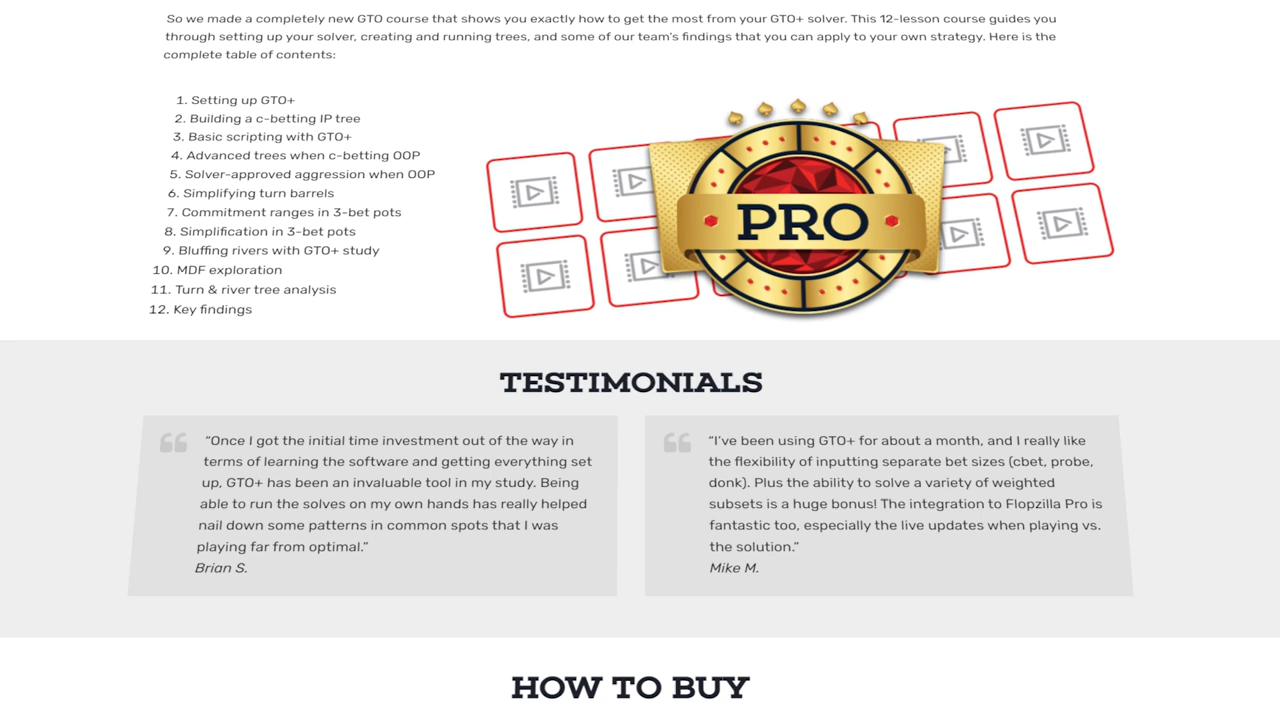 So we made a completely new GTO course that shows you exactly how to get the most from your GTO+ solver. This 12-lesson course guides you
through setting up your solver, creating and running trees, and some of our team's findings that you can apply to your own strategy. Here is the
complete table of contents:
1. Setting up GTO+
2. Building a c-betting IP tree
3. Basic scripting with GTO+
4. Advanced trees when c-betting OOP
5. Solver-approved aggression when OOP
6. Simplifying turn barrels
7. Commitment ranges in 3-bet pots
8. Simplification in 3-bet pots
9. Bluffing rivers with GTO+ study
10. MDF exploration
11. Turn & river tree analysis
12. Key findings
PRO
TESTIMONIALS
“Once I got the initial time investment out of the way in
terms of learning the software and getting everything set
up, GTO+ has been an invaluable tool in my study. Being
able to run the solves on my own hands has really helped
nail down some patterns in common spots that I was
playing far from optimal.”
Brian S.
“I've been using GTO+ for about a month, and I really like
the flexibility of inputting separate bet sizes (cbet, probe,
donk). Plus the ability to solve a variety of weighted
subsets is a huge bonus! The integration to Flopzilla Pro is
fantastic too, especially the live updates when playing vs.
the solution.”
Mike M.
HOW TO BUY